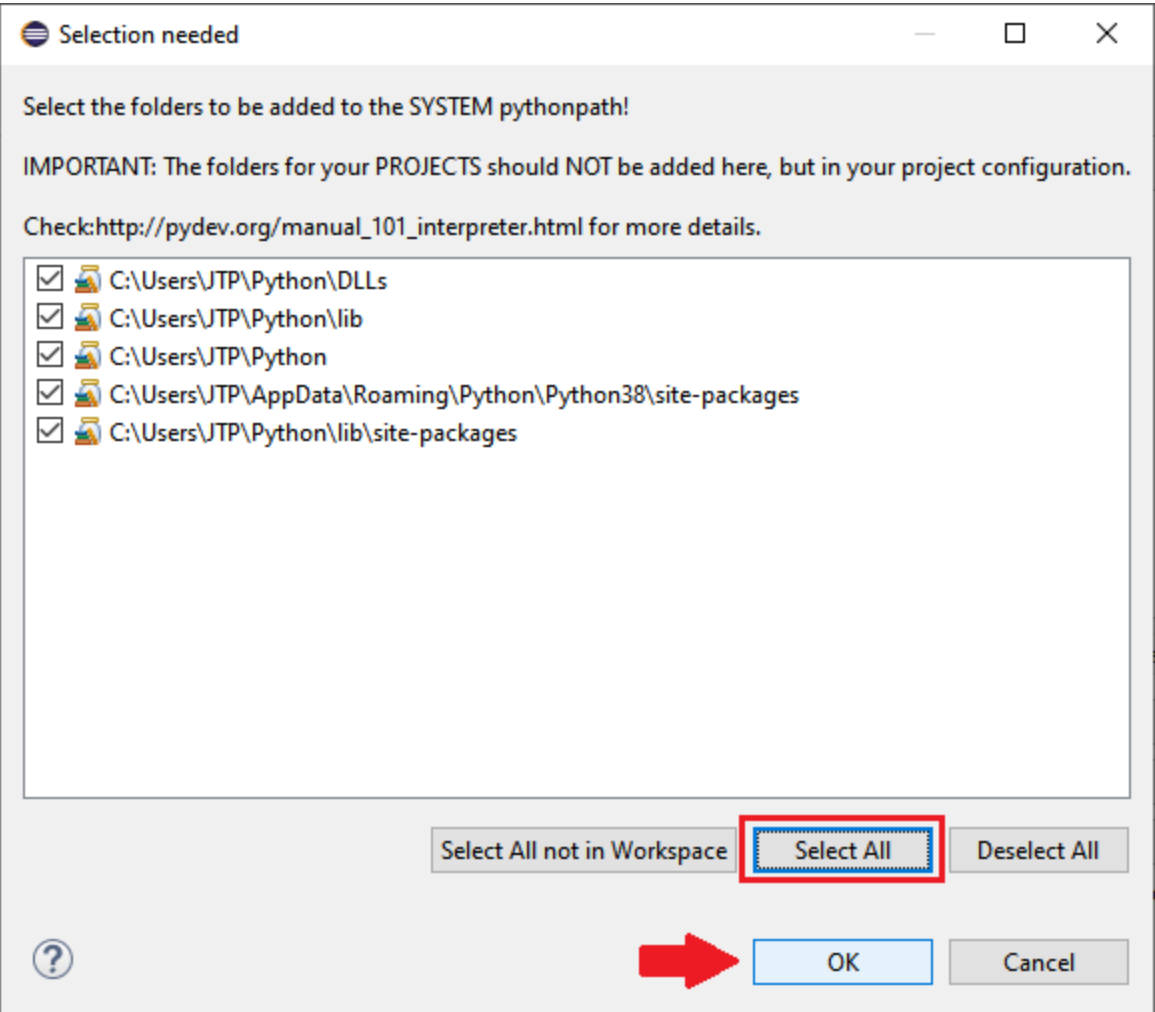 Selection needed
Select the folders to be added to the SYSTEM pythonpath!
IMPORTANT: The folders for your PROJECTS should NOT be added here, but in your project configuration.
Check:http://pydev.org/manual_101_interpreter.html for more details.
C:\Users\JTP\Python\DLLs
C:\Users\JTP\Python\lib
C:\Users\JTP\Python
C:\Users\JTP\AppData\Roaming\Python\Python38\site-packages
C:\Users\JTP\Python\lib\site-packages
Select All not in Workspace Select All Deselect All
? OK Cancel